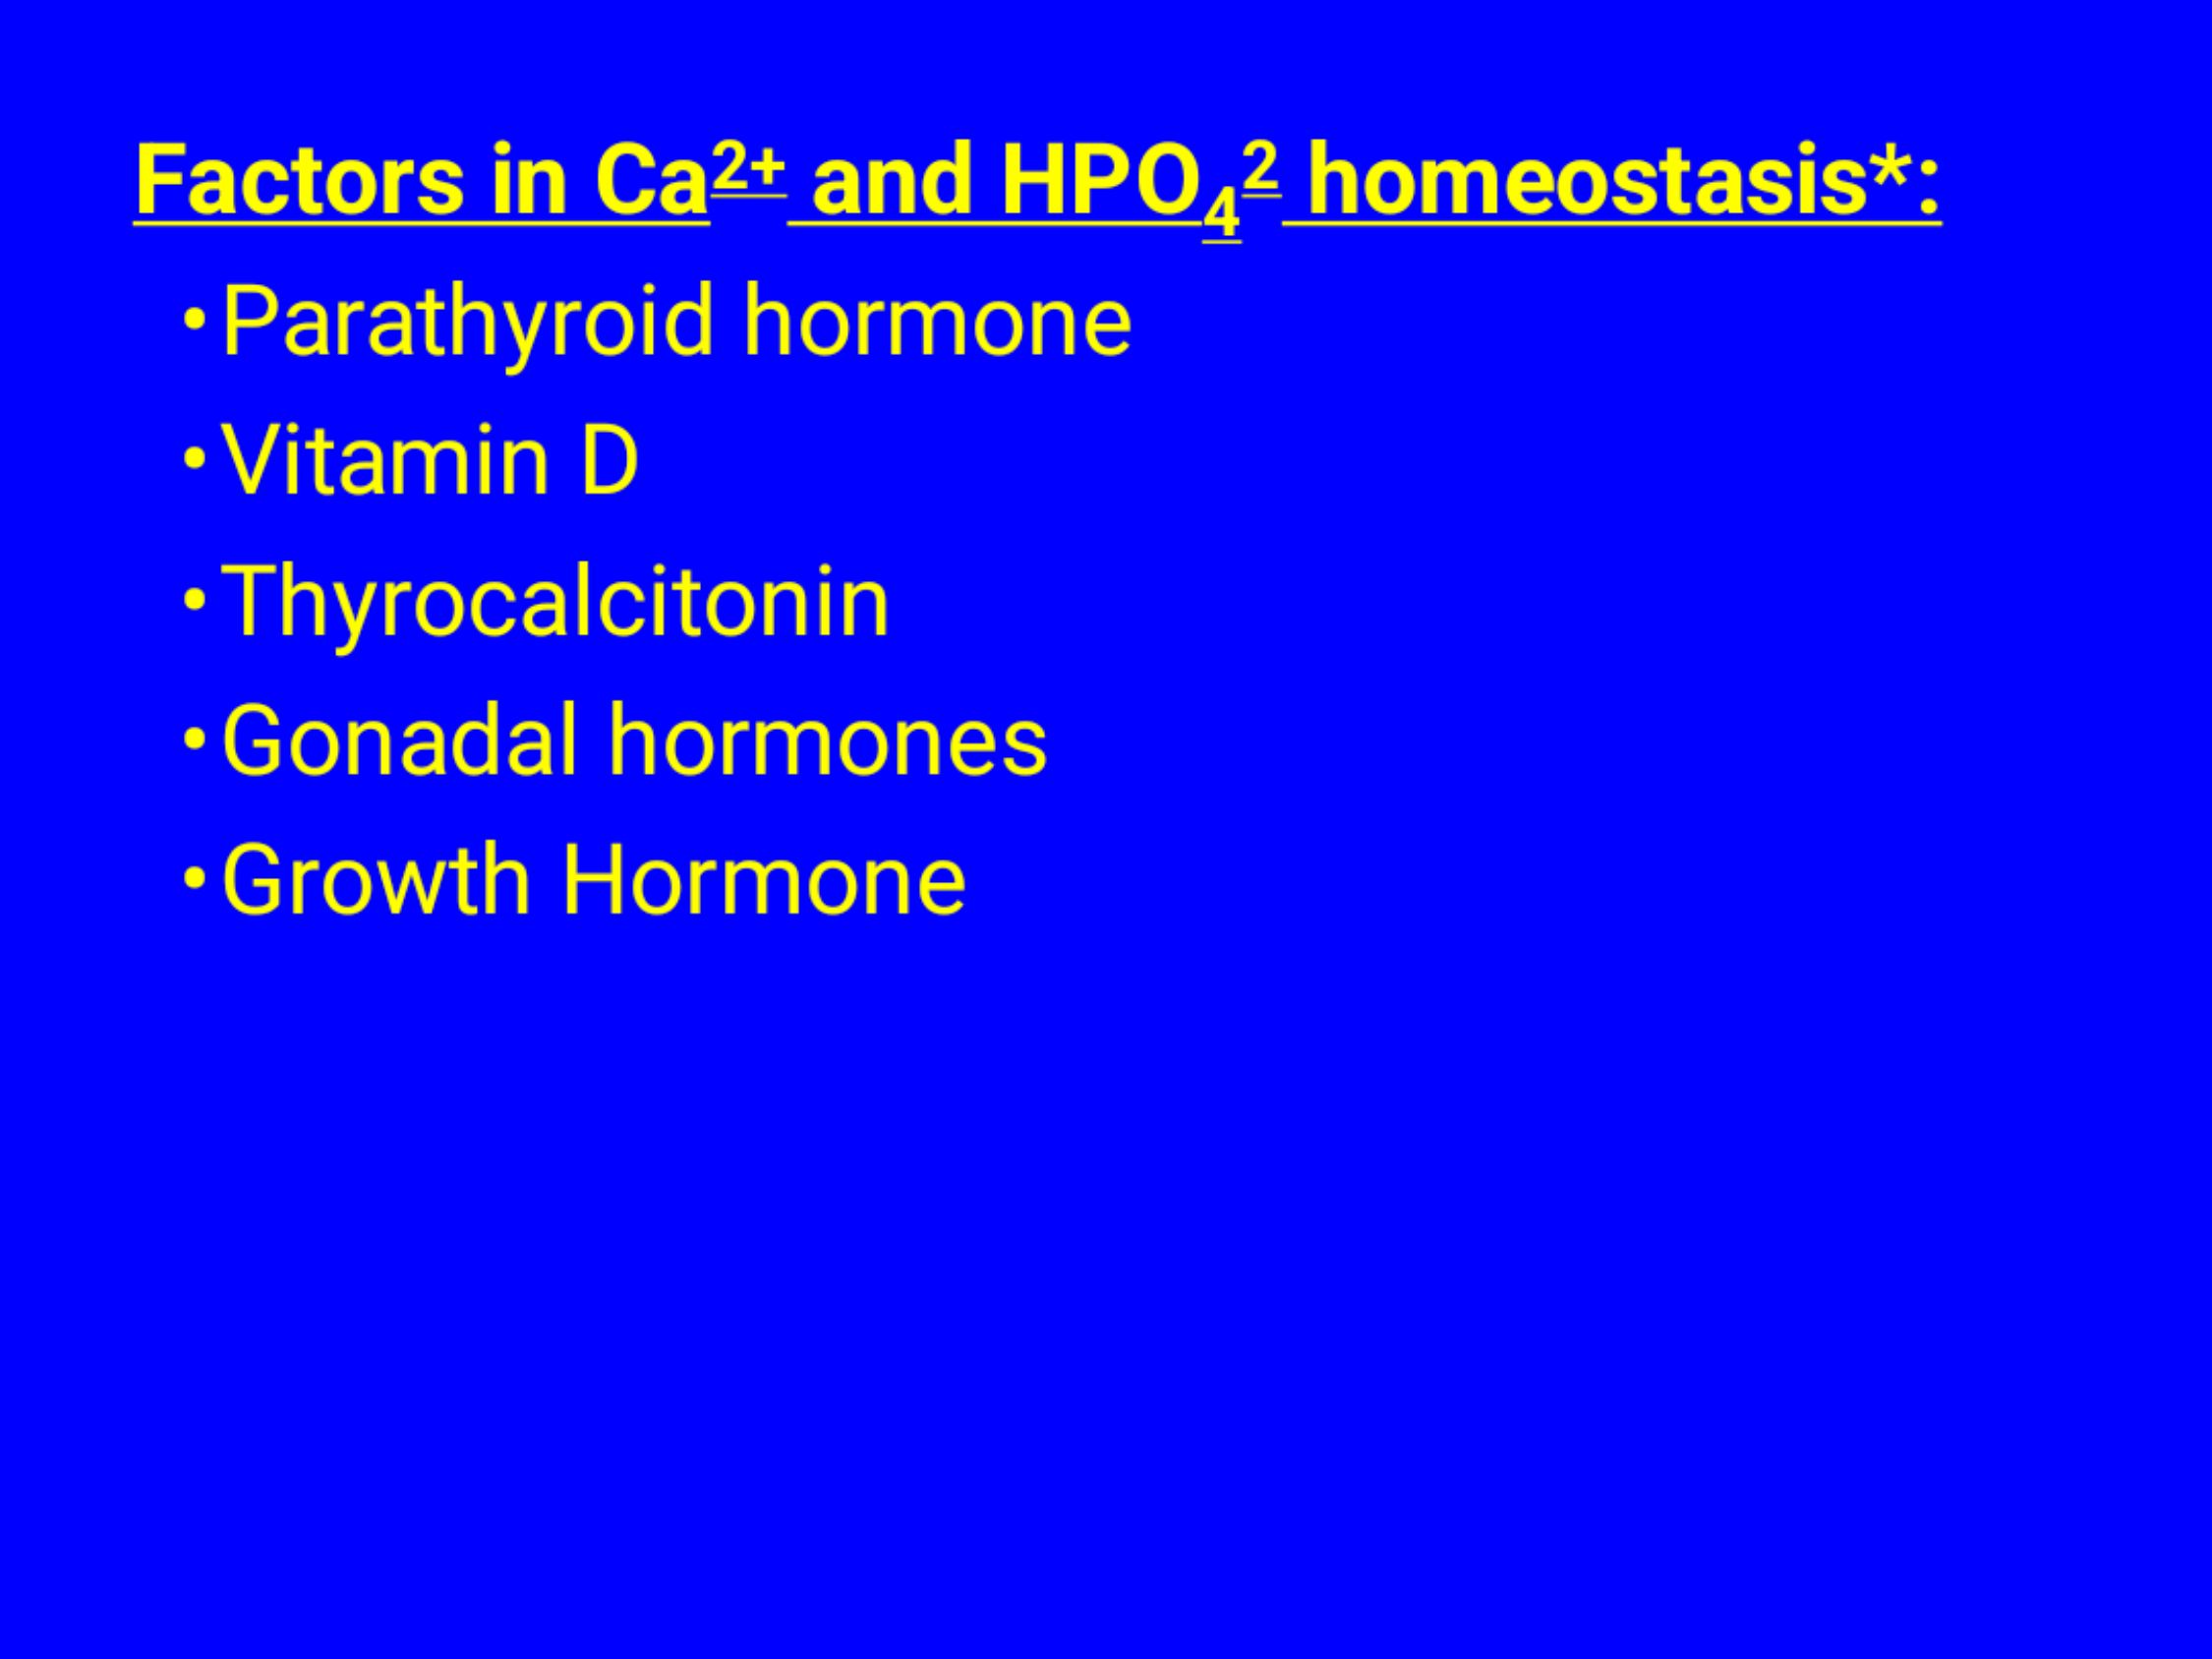 Factors in Ca²⁺ and HPO₄² homeostasis*:
•Parathyroid hormone
•Vitamin D
•Thyrocalcitonin
•Gonadal hormones
•Growth Hormone